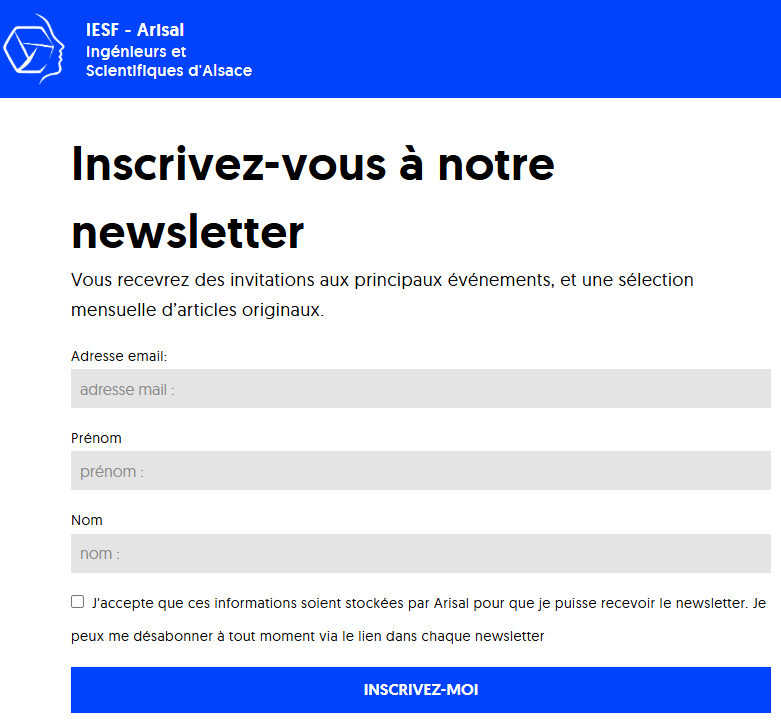 IESF - Arisal
Ingénieurs et
Scientifiques d'Alsace
Inscrivez-vous à notre
newsletter
Vous recevrez des invitations aux principaux événements, et une sélection
mensuelle d’articles originaux.
Adresse email:
adresse mail :
Prénom
prénom :
Nom
nom :
J'accepte que ces informations soient stockées par Arisal pour que je puisse recevoir le newsletter. Je
peux me désabonner à tout moment via le lien dans chaque newsletter
INSCRIVEZ-MOI